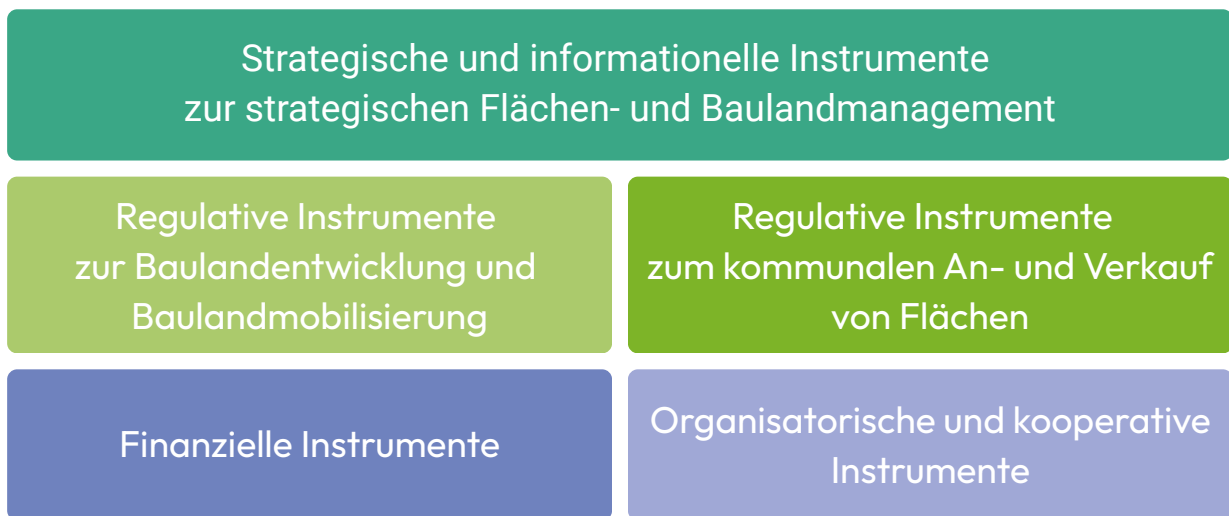 Strategische und informationelle Instrumente
zur strategischen Flächen- und Baulandmanagement
Regulative Instrumente
zur Baulandentwicklung und
Baulandmobilisierung
Regulative Instrumente
zum kommunalen An- und Verkauf
von Flächen
Finanzielle Instrumente
Organisatorische und kooperative
Instrumente